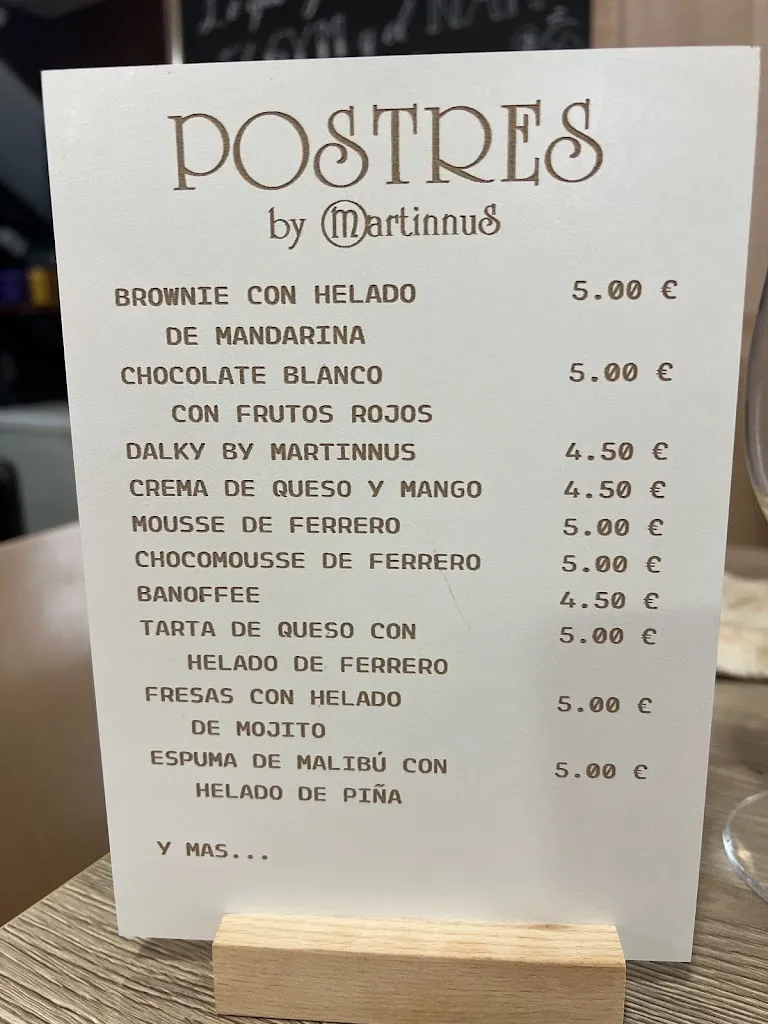 POSTRES
by Martinnus
BROWNIE CON HELADO 5.00 €
DE MANDARINA
CHOCOLATE BLANCO 5.00 €
CON FRUTOS ROJOS
DALKY BY MARTINNUS 4.50 €
CREMA DE QUESO Y MANGO 4.50 €
MOUSSE DE FERRERO 5.00 €
CHOCOMOUSSE DE FERRERO 5.00 €
BANOFFEE 4.50 €
TARTA DE QUESO CON 5.00 €
HELADO DE FERRERO
FRESAS CON HELADO 5.00 €
DE MOJITO
ESPUMA DE MALIBÚ CON 5.00 €
HELADO DE PIÑA
Y MAS...